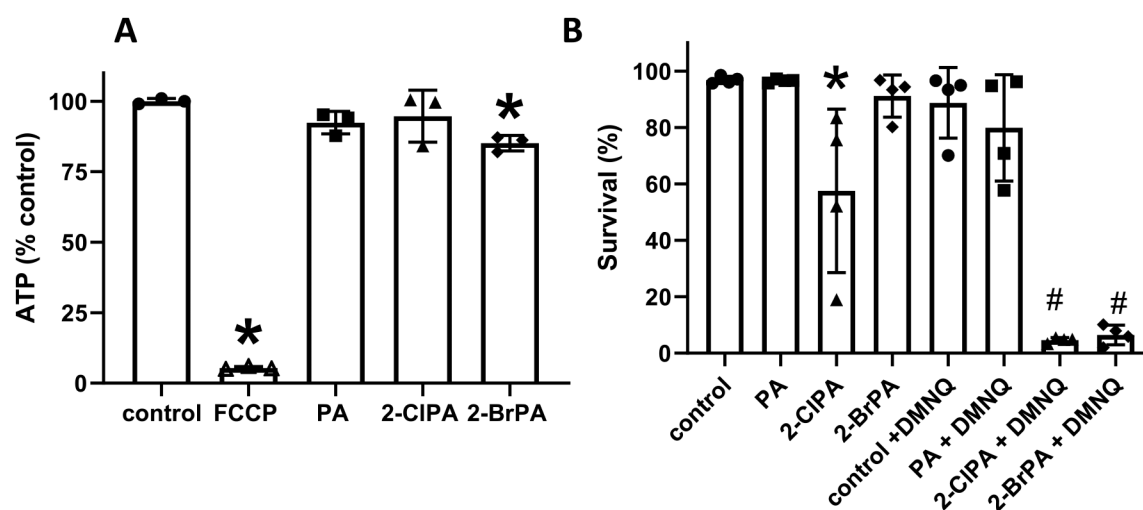 A
ATP (% control)
100
75
50
25
0
*
*
control FCCP PA 2-ClPA 2-BrPA
B
Survival (%)
100
80
60
40
20
0
*
#
#
control
PA
2-ClPA
2-BrPA
control +DMNQ
PA + DMNQ
2-ClPA + DMNQ
2-BrPA + DMNQ